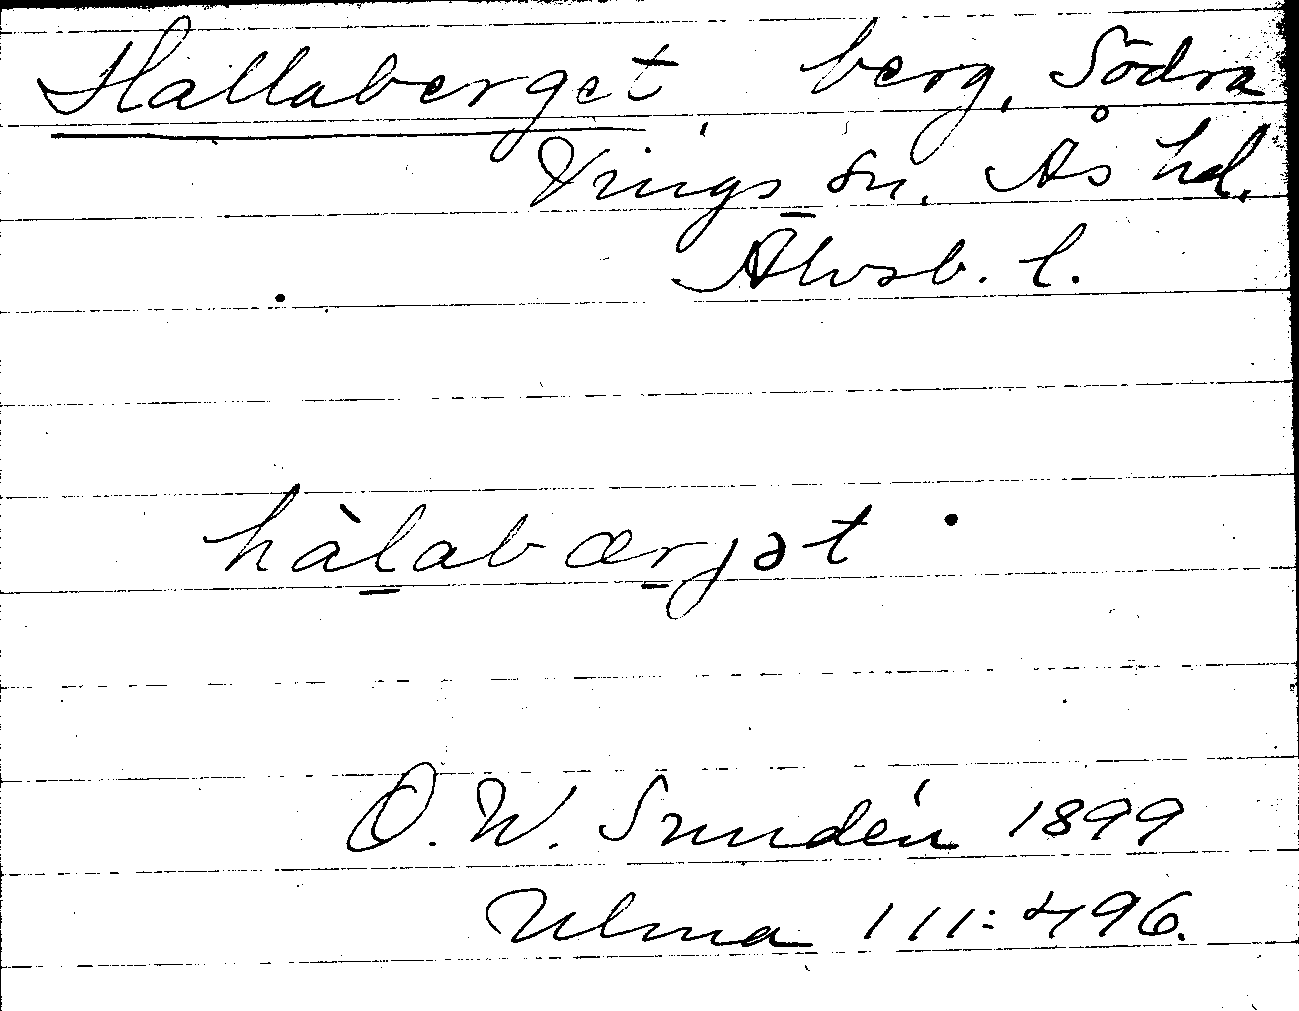 Hallaberget, berg, Södra
Vings sn. Ås hd.
Älvsb. l.
hàlabærjət
O. W. Sundén 1899
Ulma 111:496.